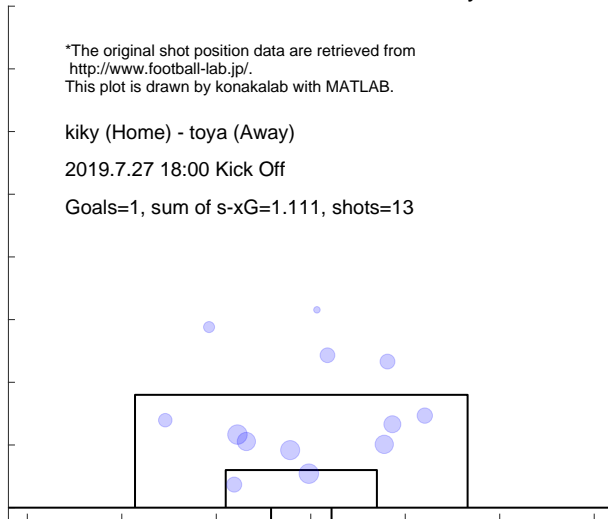 *The original shot position data are retrieved from
http://www.football-lab.jp/.
This plot is drawn by konakalab with MATLAB.
kiky (Home) - toya (Away)
2019.7.27 18:00 Kick Off
Goals=1, sum of s-xG=1.111, shots=13